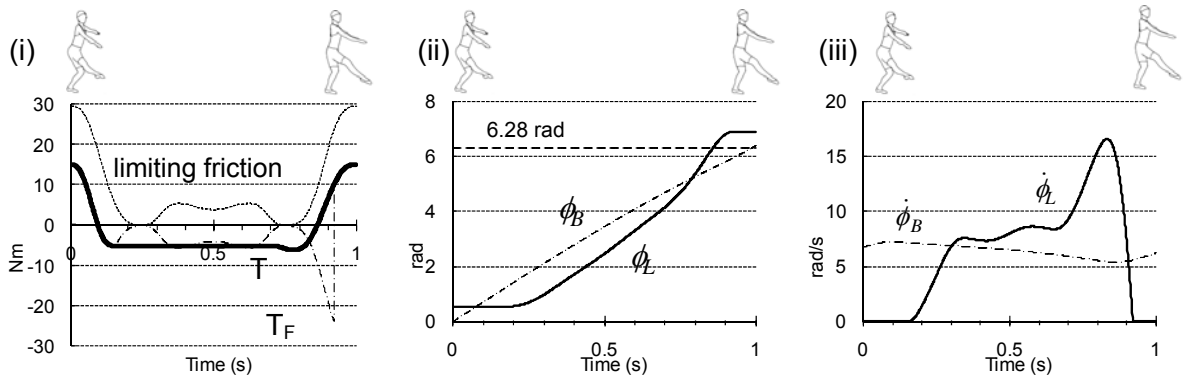 (i)
30
20
10
0
-10
-20
-30
Nm
limiting friction
T
T_F
0
0.5
1
Time (s)
(ii)
8
6
4
2
0
rad
6.28 rad
ϕ_B
ϕ_L
0
0.5
1
Time (s)
(iii)
20
15
10
5
0
rad/s
ϕ̇_B
ϕ̇_L
0
0.5
1
Time (s)